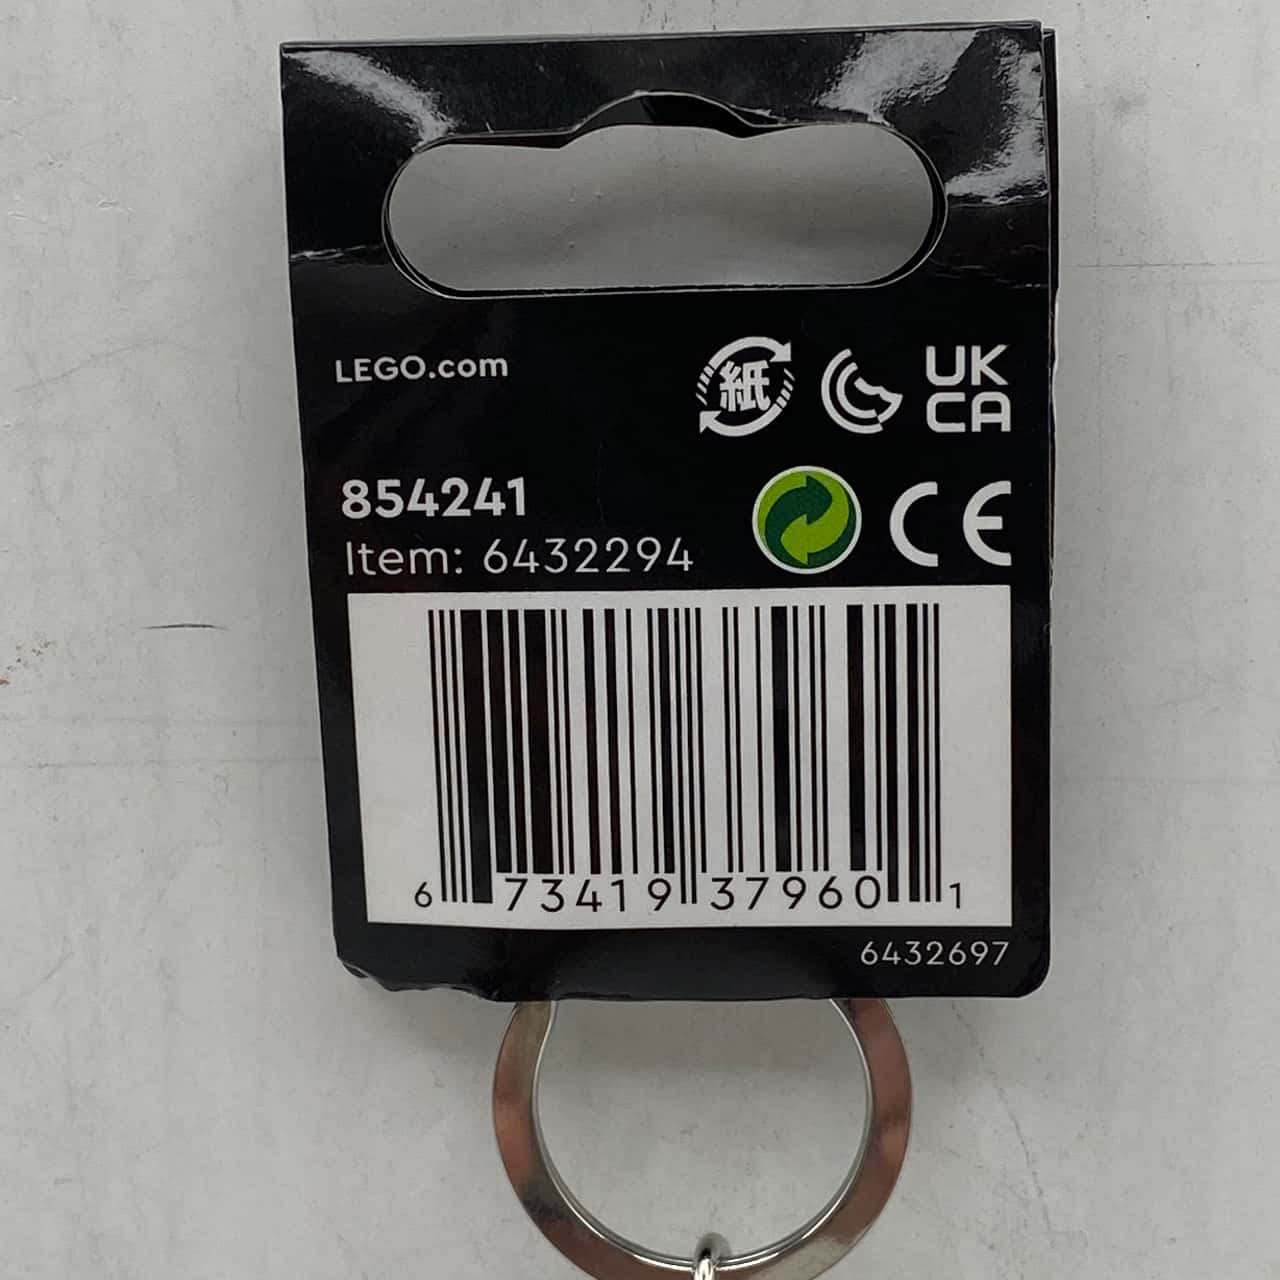 LEGO.com
紙
UK
CA
854241
Item: 6432294
CE
6 73419 37960 1
6432697